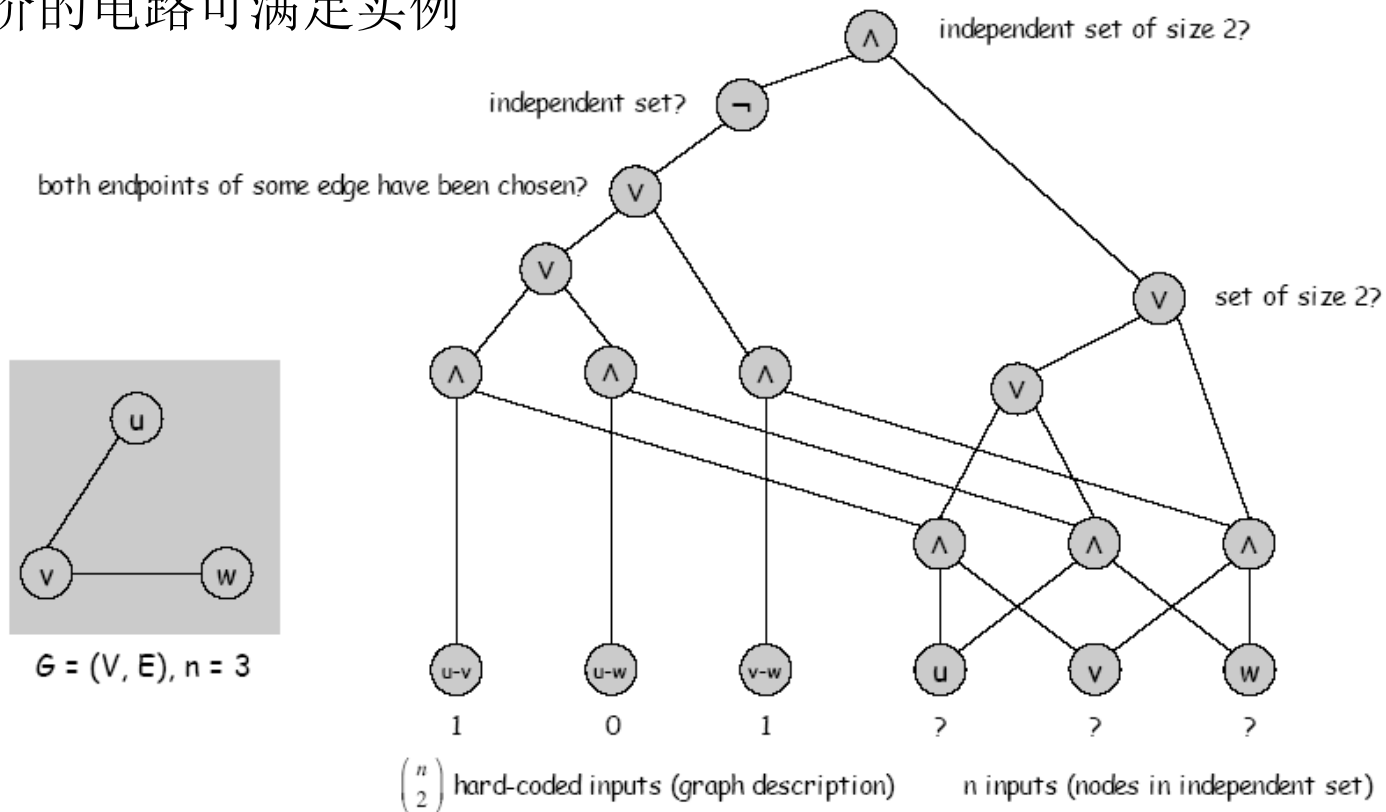 介的电路可满足实例
∧
independent set of size 2?
independent set?
¬
both endpoints of some edge have been chosen?
∨
∨
∨
set of size 2?
∧
∧
∧
∨
u
∧
∧
∧
v
w
u-v
u-w
v-w
u
v
w
G = (V, E), n = 3
1
0
1
?
?
?
(n 2) hard-coded inputs (graph description)
n inputs (nodes in independent set)